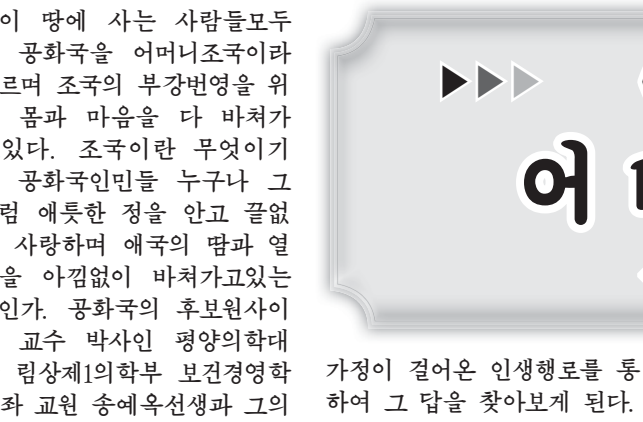 이 땅에 사는 사람들모두
공화국을 어머니조국이라
르며 조국의 부강번영을 위
몸과 마음을 다 바쳐가
있다. 조국이란 무엇이기
공화국인민들 누구나 그
럼 애틋한 정을 안고 끝없
사랑하며 애국의 땀과 열
을 아낌없이 바쳐가고있는
인가. 공화국의 후보원사이
교수 박사인 평양의학대
림상제1의학부 보건경영학
좌 교원 송예옥선생과 그의
어
가정이 걸어온 인생행로를 통
하여 그 답을 찾아보게 된다.